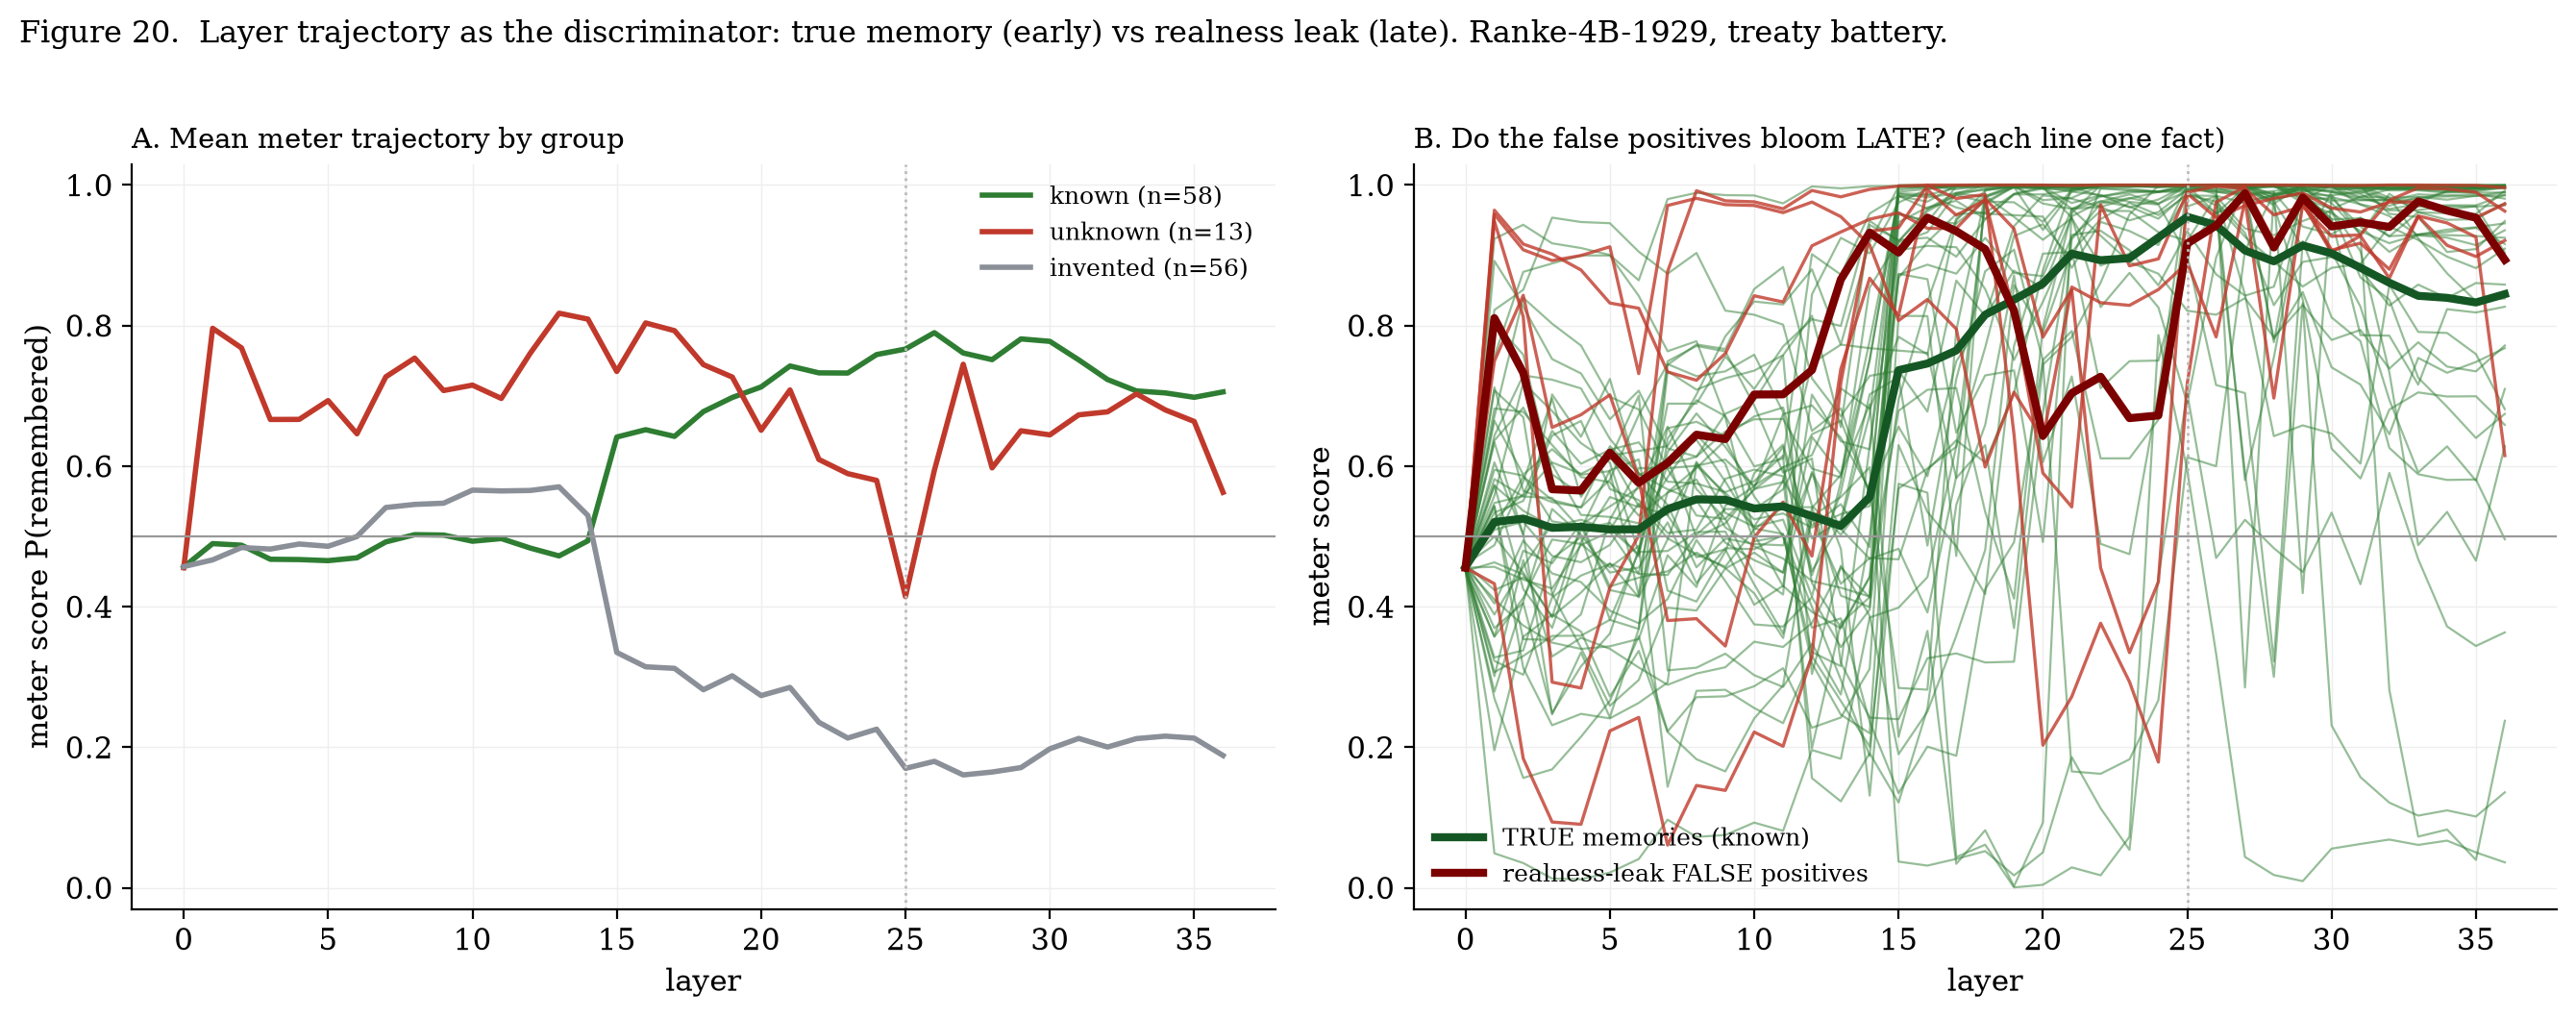 Figure 20. Layer trajectory as the discriminator: true memory (early) vs realness leak (late). Ranke-4B-1929, treaty battery.
A. Mean meter trajectory by group
meter score P(remembered)
1.0
0.8
0.6
0.4
0.2
0.0
known (n=58)
unknown (n=13)
invented (n=56)
0 5 10 15 20 25 30 35
layer
B. Do the false positives bloom LATE? (each line one fact)
meter score
1.0
0.8
0.6
0.4
0.2
0.0
TRUE memories (known)
realness-leak FALSE positives
0 5 10 15 20 25 30 35
layer